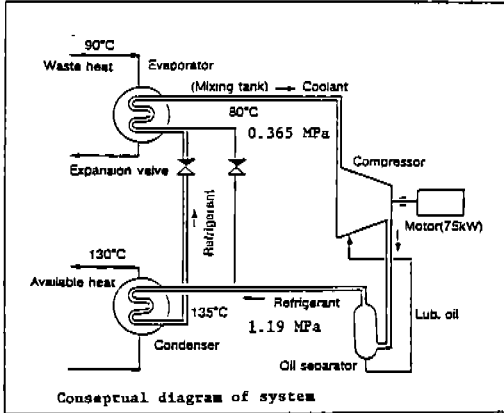 90°C
Waste heat
Evaporator
(Mixing tank) → Coolant
80°C
0.365 MPa
Compressor
Expansion valve
Motor(75kW)
Refrigerant
130°C
Available heat
Refrigerant
Lub. oil
135°C
1.19 MPa
Condenser
Oil separator
Conseptual diagram of system